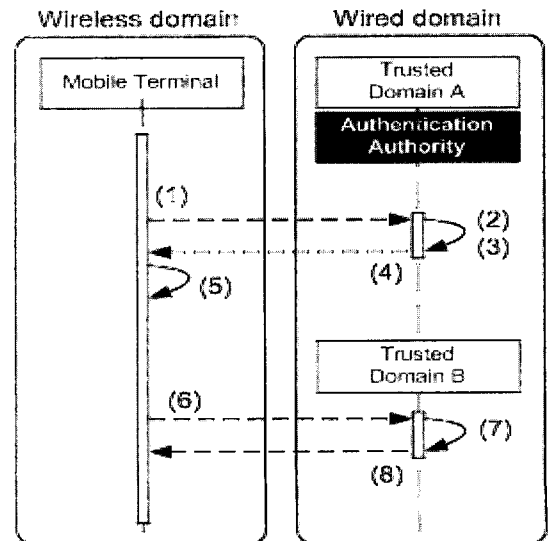 Wireless domain
Wired domain
Mobile Terminal
Trusted
Domain A
Authentication
Authority
(1)
(2)
(3)
(4)
(5)
Trusted
Domain B
(6)
(7)
(8)